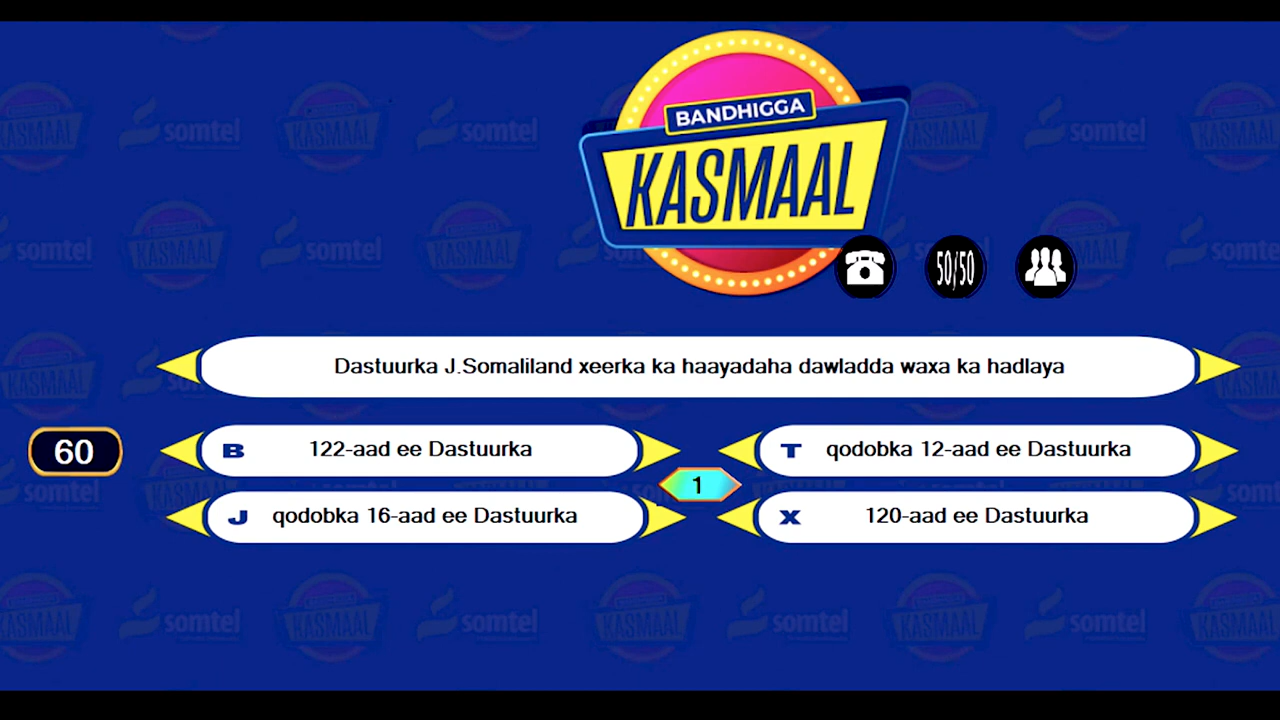 BANDHIGGA
KASMAAL
50/50
Dastuurka J.Somaliland xeerka ka haayadaha dawladda waxa ka hadlaya
60
B 122-aad ee Dastuurka
T qodobka 12-aad ee Dastuurka
1
J qodobka 16-aad ee Dastuurka
X 120-aad ee Dastuurka
somtel